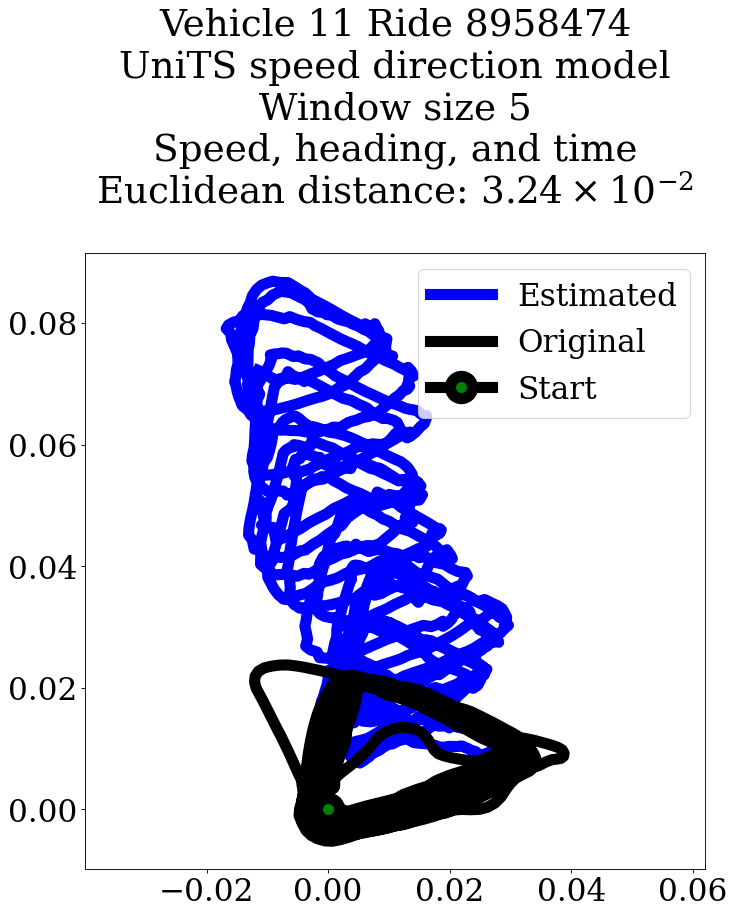 Vehicle 11 Ride 8958474
UniTS speed direction model
Window size 5
Speed, heading, and time
Euclidean distance: 3.24 × 10⁻²
Estimated
Original
Start
0.08
0.06
0.04
0.02
0.00
−0.02 0.00 0.02 0.04 0.06